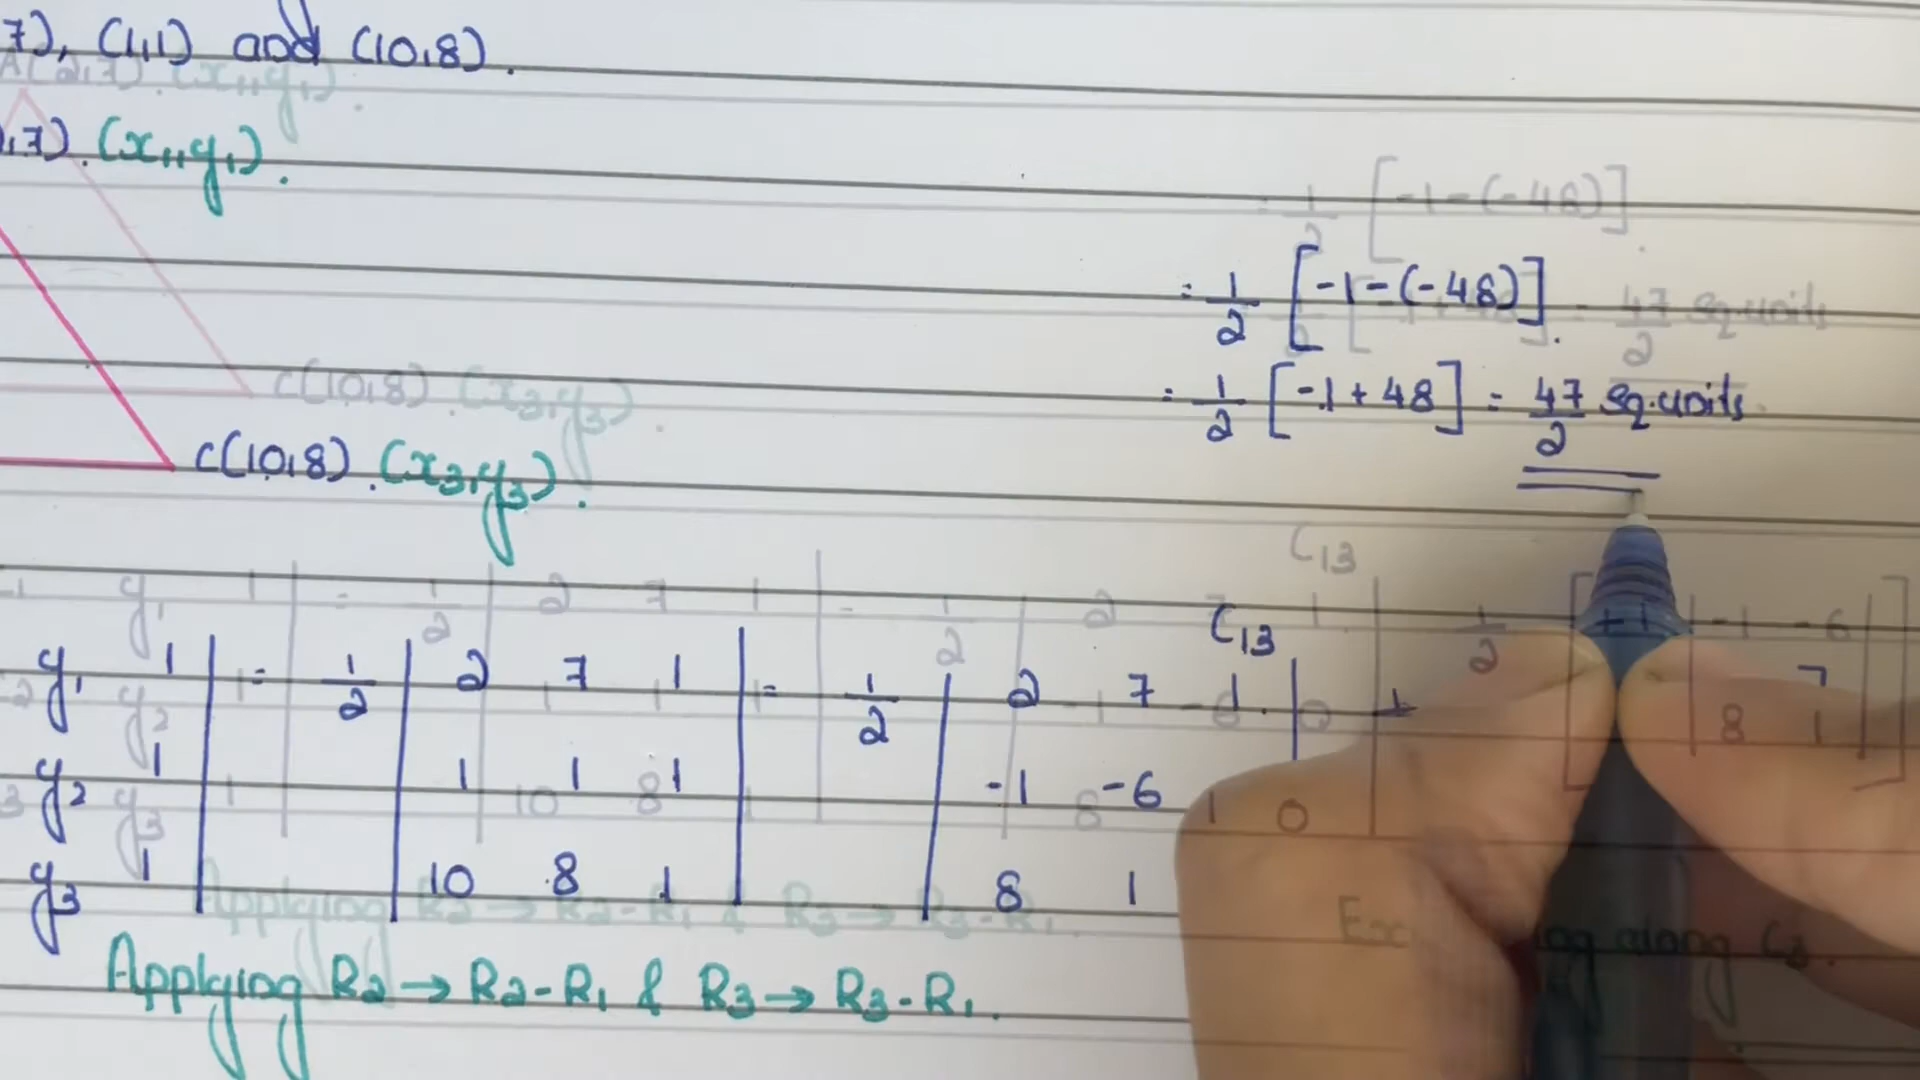 7), (1,1) and (10,8).
,7). (x₁,y₁).
= 1/2 [-1-(-48)].
= 1/2 [-1+48] = 47/2 sq.units
C(10,8). (x₃,y₃).
C₁₃
y₁ 1 | = 1/2 | 2 7 1 | = 1/2 | 2 7 1 |
y₂ 1 | 1 1 1 | -1 -6
y₃ 1 | 10 8 1 | 8 1
Applying R₂ → R₂-R₁ & R₃ → R₃-R₁.